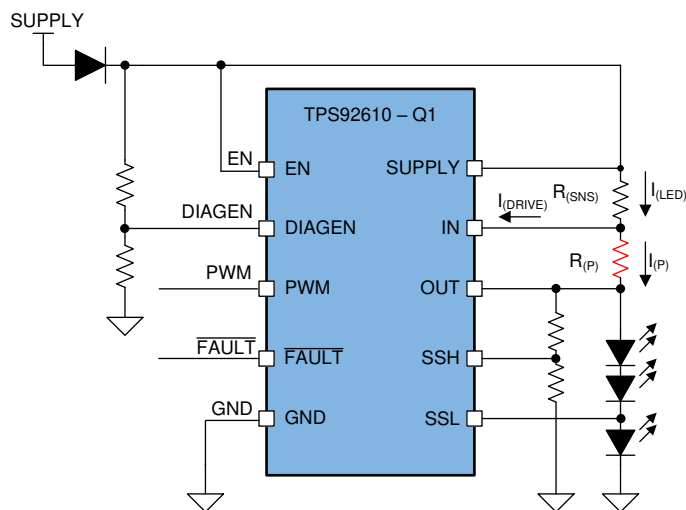 SUPPLY
TPS92610 – Q1
EN
EN
SUPPLY
I(DRIVE)
R(SNS)
I(LED)
DIAGEN
DIAGEN
IN
PWM
PWM
OUT
R(P)
I(P)
FAULT
FAULT
SSH
GND
GND
SSL